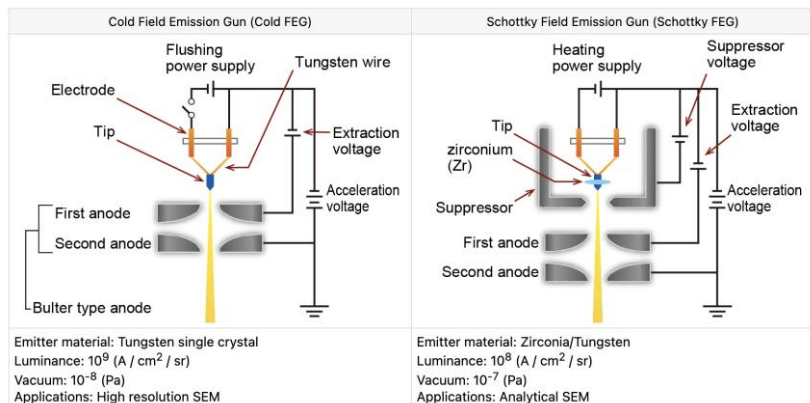 Cold Field Emission Gun (Cold FEG)
Flushing
power supply
Tungsten wire
Electrode
Tip
Extraction
voltage
Acceleration
voltage
First anode
Second anode
Bulter type anode
Emitter material: Tungsten single crystal
Luminance: 10⁹ (A / cm² / sr)
Vacuum: 10⁻⁸ (Pa)
Applications: High resolution SEM
Schottky Field Emission Gun (Schottky FEG)
Heating
power supply
Suppressor
voltage
Extraction
voltage
Tip
zirconium
(Zr)
Acceleration
voltage
Suppressor
First anode
Second anode
Emitter material: Zirconia/Tungsten
Luminance: 10⁸ (A / cm² / sr)
Vacuum: 10⁻⁷ (Pa)
Applications: Analytical SEM